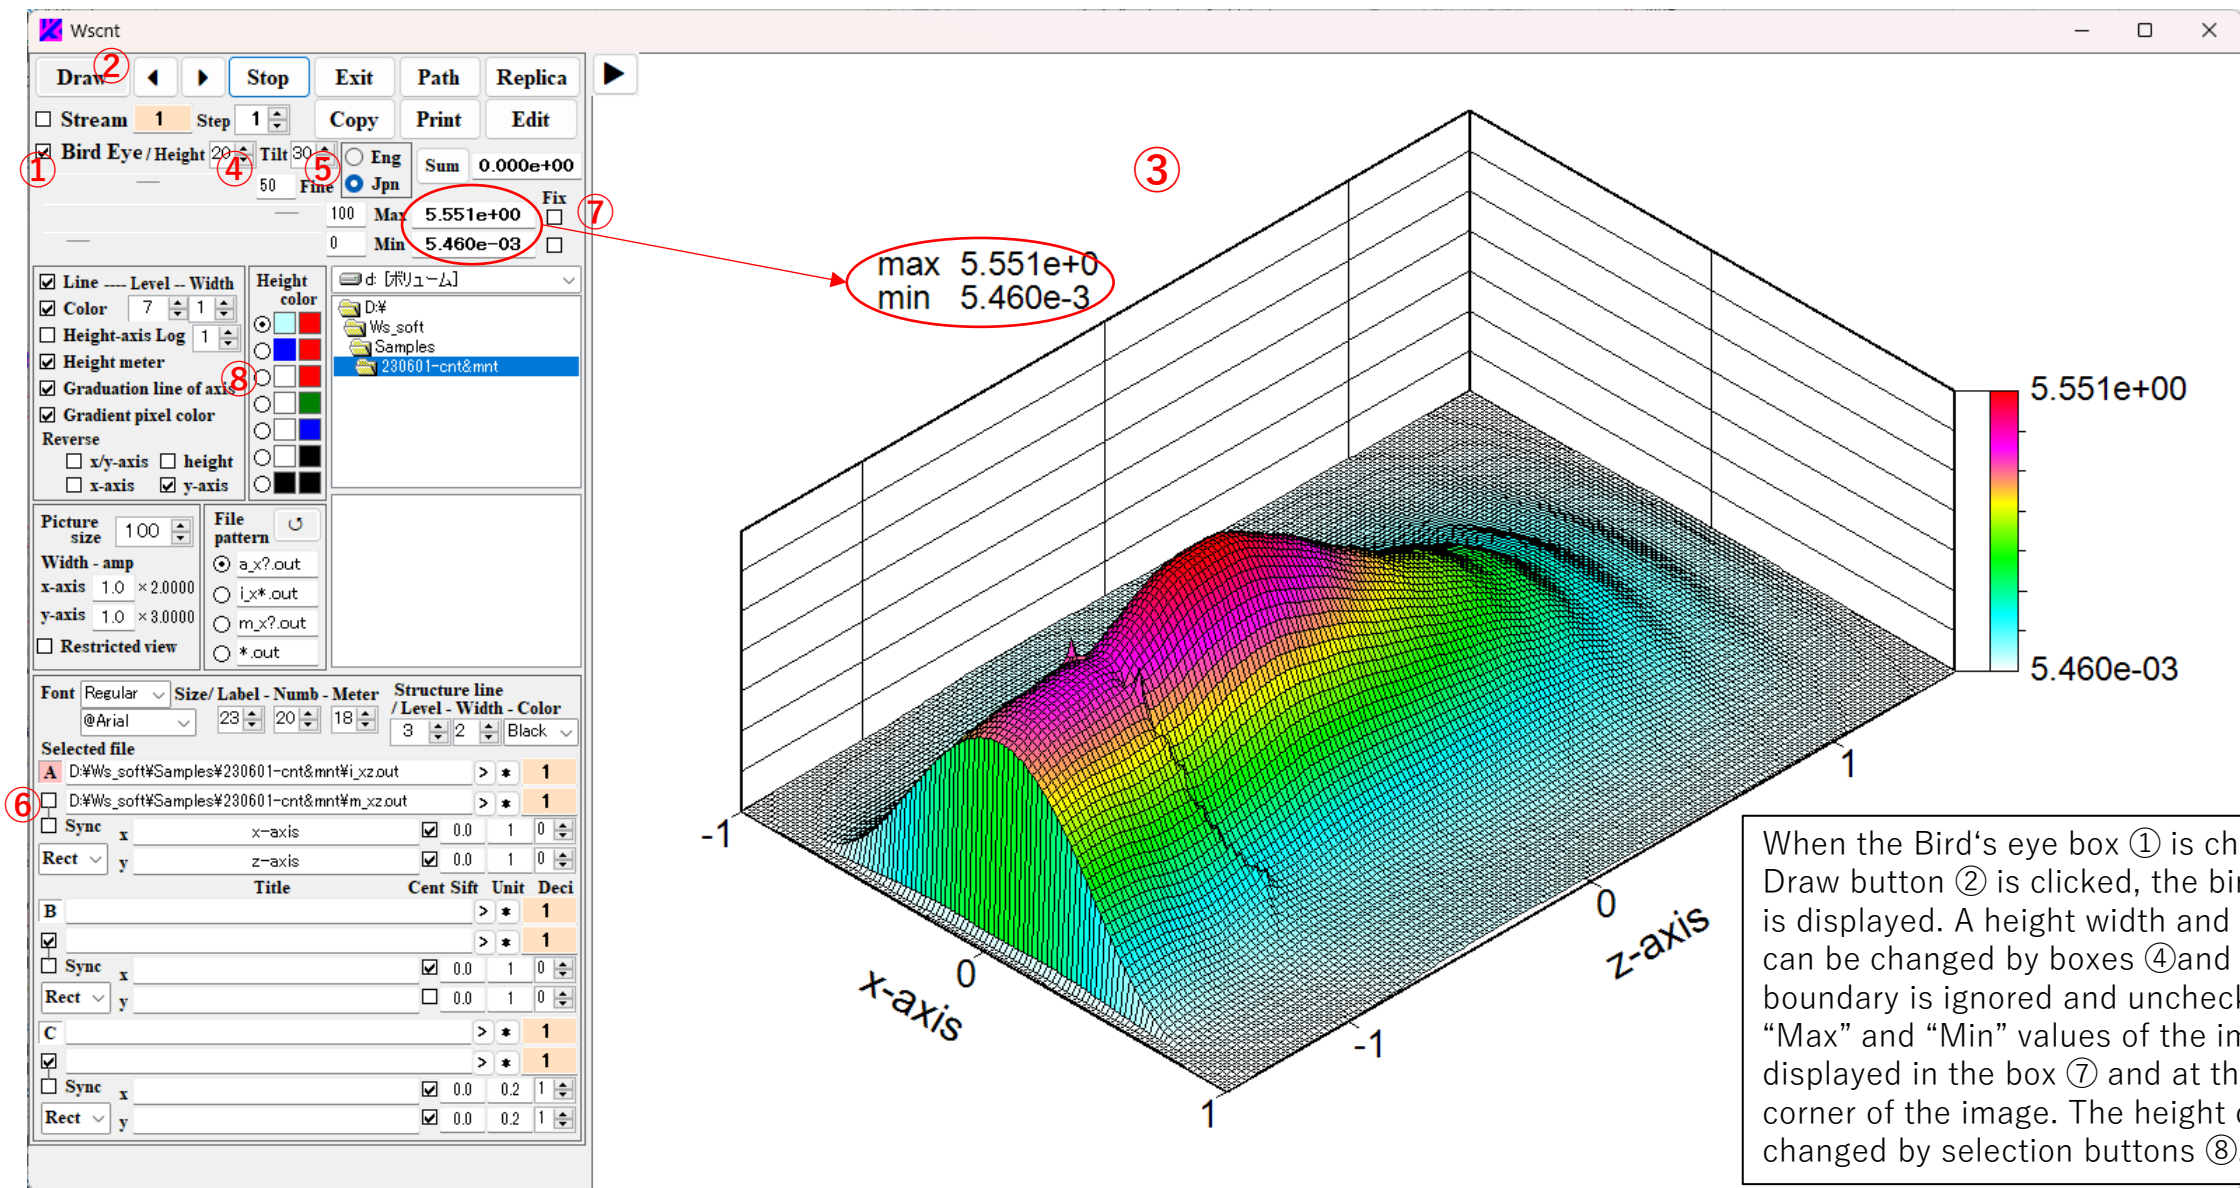 Wscnt
Draw ② Stop Exit Path Replica
Stream 1 Step 1 Copy Print Edit
① Bird Eye / Height 20 ④ Tilt 30 ⑤ Eng Sum 0.000e+00
50 Fine Jpn
Fix
100 Max 5.551e+00 ⑦
0 Min 5.460e-03
Line ---- Level -- Width
Color 7 1
Height-axis Log 1
Height meter
Graduation line of axis
Gradient pixel color
Reverse
x/y-axis height
x-axis y-axis
Height
color
⑧
d: [ボリューム]
D:¥
Ws_soft
Samples
230601-cnt&mnt
Picture
size 100
Width - amp
x-axis 1.0 × 2.0000
y-axis 1.0 × 3.0000
Restricted view
File
pattern
a_x?.out
i_x*.out
m_x?.out
*.out
Font Regular Size/ Label - Numb - Meter
@Arial 23 20 18
Structure line
/ Level - Width - Color
3 2 Black
Selected file
A D:¥Ws_soft¥Samples¥230601-cnt&mnt¥i_xz.out > * 1
⑥ D:¥Ws_soft¥Samples¥230601-cnt&mnt¥m_xz.out > * 1
Sync x x-axis 0.0 1 0
Rect y z-axis 0.0 1 0
Title Cent Sift Unit Deci
B > * 1
> * 1
Sync x 0.0 1 0
Rect y 0.0 1 0
C > * 1
> * 1
Sync x 0.0 0.2 1
Rect y 0.0 0.2 1
③
max 5.551e+0
min 5.460e-3
5.551e+00
5.460e-03
-1
0
1
x-axis
-1
0
1
z-axis
When the Bird‘s eye box ① is ch
Draw button ② is clicked, the bir
is displayed. A height width and
can be changed by boxes ④and
boundary is ignored and uncheck
“Max” and “Min” values of the im
displayed in the box ⑦ and at th
corner of the image. The height c
changed by selection buttons ⑧.